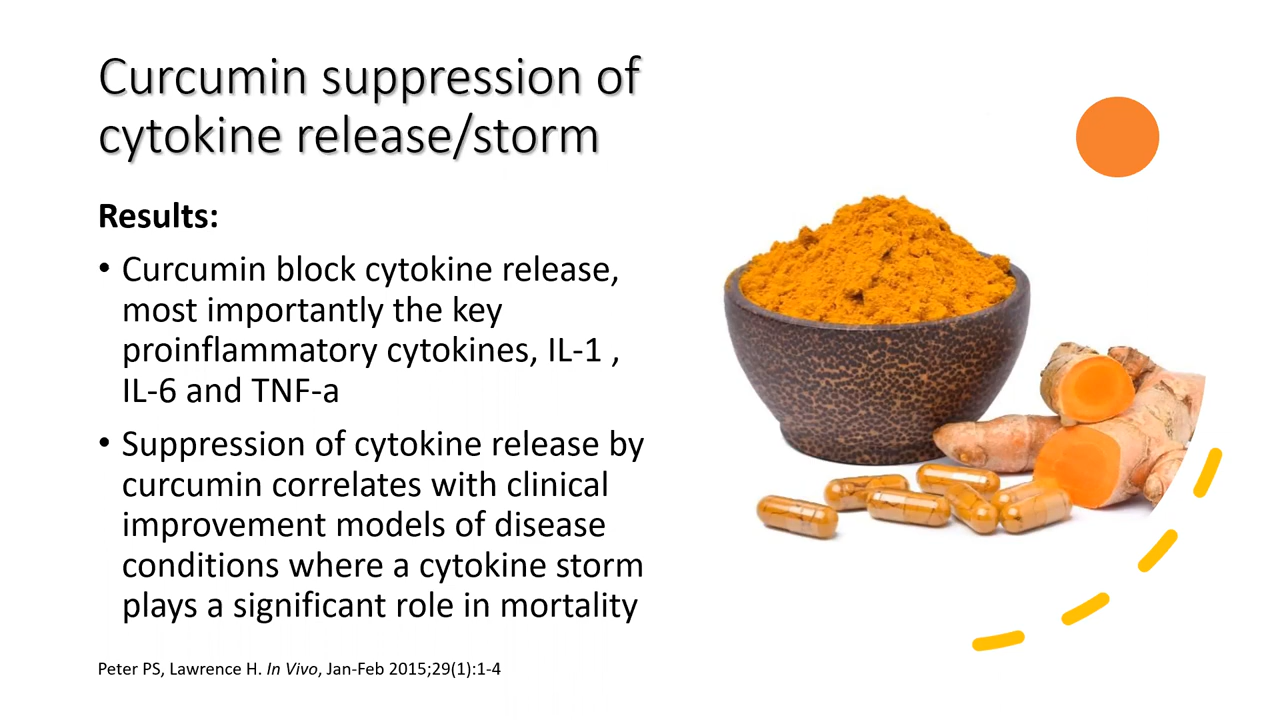 Curcumin suppression of
cytokine release/storm
Results:
• Curcumin block cytokine release,
most importantly the key
proinflammatory cytokines, IL-1 ,
IL-6 and TNF-a
• Suppression of cytokine release by
curcumin correlates with clinical
improvement models of disease
conditions where a cytokine storm
plays a significant role in mortality
Peter PS, Lawrence H. In Vivo, Jan-Feb 2015;29(1):1-4